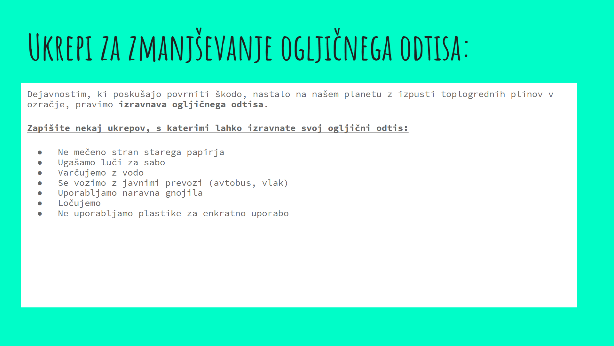 Ukrepi za zmanjševanje ogljičnega odtisa:
Dejavnostim, ki poskušajo povrniti škodo, nastalo na našem planetu z izpusti toplogrednih plinov v
ozračje, pravimo izravnava ogljičnega odtisa.
Zapišite nekaj ukrepov, s katerimi lahko izravnate svoj ogljični odtis:
● Ne mečemo stran starega papirja
● Ugašamo luči za sabo
● Varčujemo z vodo
● Se vozimo z javnimi prevozi (avtobus, vlak)
● Uporabljamo naravna gnojila
● Ločujemo
● Ne uporabljamo plastike za enkratno uporabo